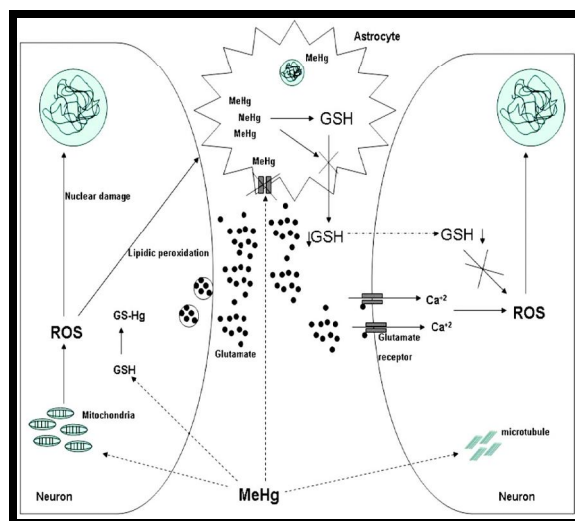 Astrocyte
MeHg
MeHg
NeHg
MeHg
GSH
MeHg
Nuclear damage
Lipidic peroxidation
GSH
GSH
GS-Hg
ROS
GSH
Glutamate
Ca+2
Ca+2
ROS
Glutamate
receptor
Mitochondria
microtubule
MeHg
Neuron
Neuron